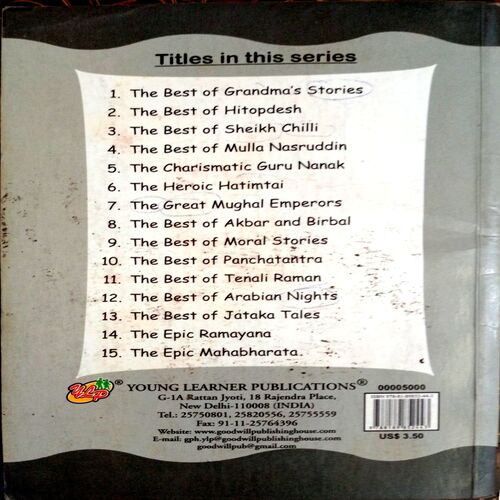 Titles in this series
1. The Best of Grandma's Stories
2. The Best of Hitopdesh
3. The Best of Sheikh Chilli
4. The Best of Mulla Nasruddin
5. The Charismatic Guru Nanak
6. The Heroic Hatimtai
7. The Great Mughal Emperors
8. The Best of Akbar and Birbal
9. The Best of Moral Stories
10. The Best of Panchatantra
11. The Best of Tenali Raman
12. The Best of Arabian Nights
13. The Best of Jataka Tales
14. The Epic Ramayana
15. The Epic Mahabharata
YLP® YOUNG LEARNER PUBLICATIONS® 00005000
G-1A Rattan Jyoti, 18 Rajendra Place,
New Delhi-110008 (INDIA)
Tel.: 25750801, 25820556, 25755559
Fax: 91-11-25764396
Website: www.goodwillpublishinghouse.com
E-mail: gph.ylp@goodwillpublishinghouse.com
goodwillpub@gmail.com
US$ 3.50